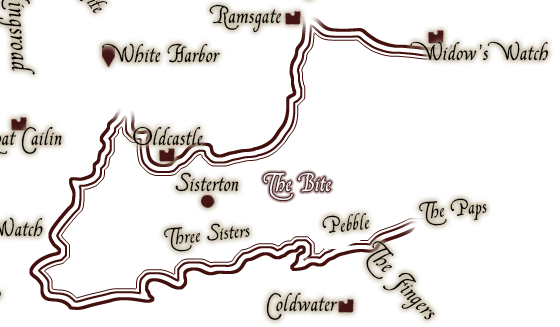 Ramsgate
ingsroad
White Harbor
Widow's Watch
at Cailin
Oldcastle
Sisterton
The Bite
Watch
Three Sisters
Pebble
The Paps
The Fingers
Coldwater